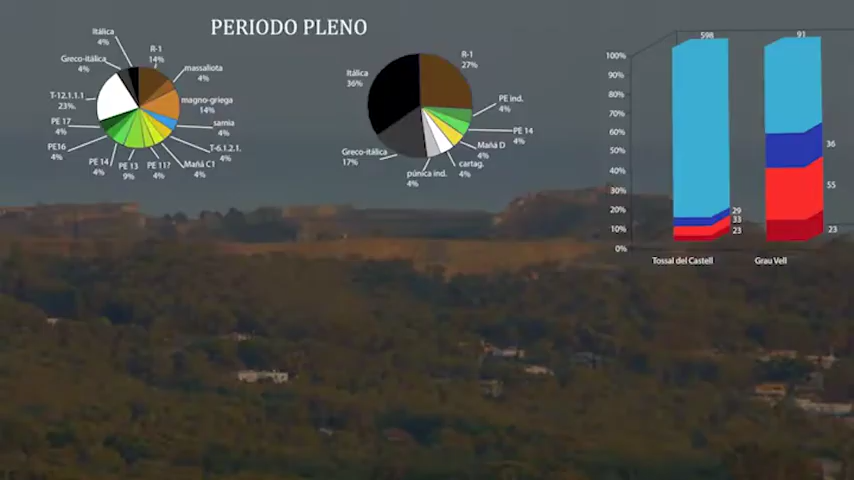 PERIODO PLENO
Itálica
4%
R-1
14%
Greco-itálica
4%
massaliota
4%
T-12.1.1.1
23%
magno-griega
14%
PE 17
4%
samia
4%
PE16
4%
T-6.1.2.1.
4%
PE 14
4%
PE 13
9%
PE 11?
4%
Mañá C1
4%
R-1
27%
Itálica
36%
PE ind.
4%
PE 14
4%
Mañá D
4%
Greco-itálica
17%
cartag.
4%
púnica ind.
4%
598
91
100%
90%
80%
70%
60%
50%
40%
30%
20%
10%
0%
29
33
23
36
55
23
Tossal del Castell
Grau Vell